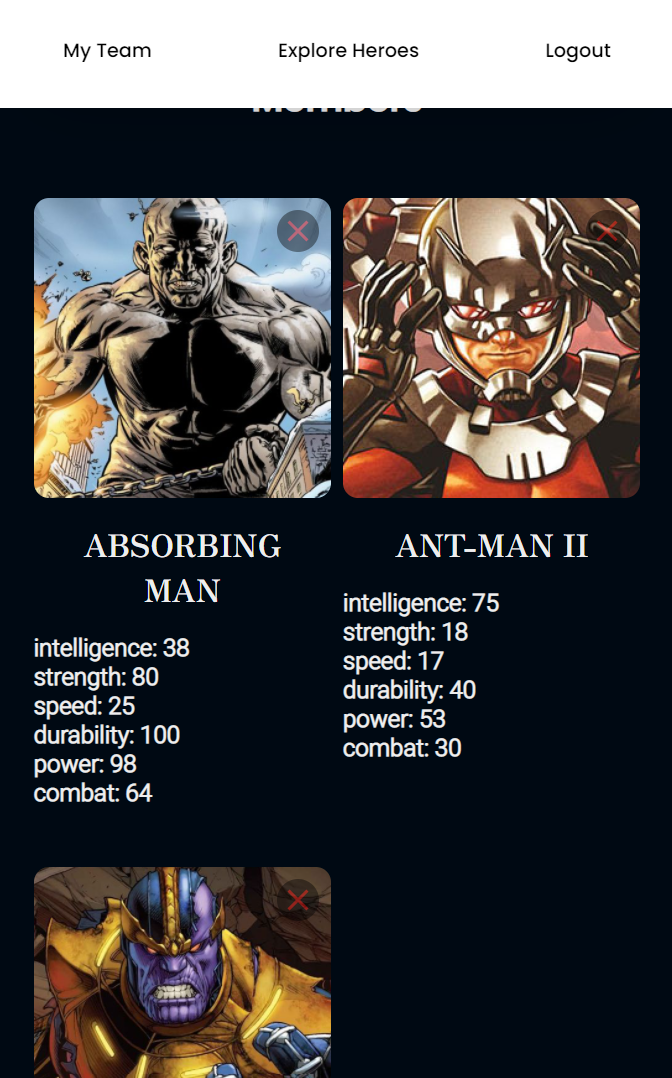 My Team Explore Heroes Logout
Members
ABSORBING
MAN
intelligence: 38
strength: 80
speed: 25
durability: 100
power: 98
combat: 64
ANT-MAN II
intelligence: 75
strength: 18
speed: 17
durability: 40
power: 53
combat: 30